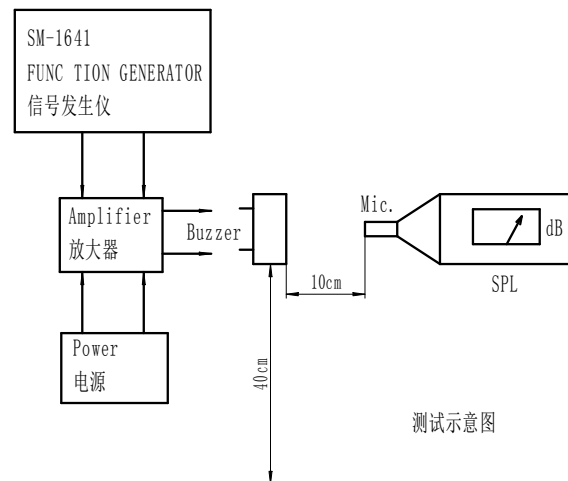 SM-1641
FUNC TION GENERATOR
信号发生仪
Amplifier
放大器
Buzzer
Mic.
dB
SPL
10cm
Power
电源
40cm
测试示意图